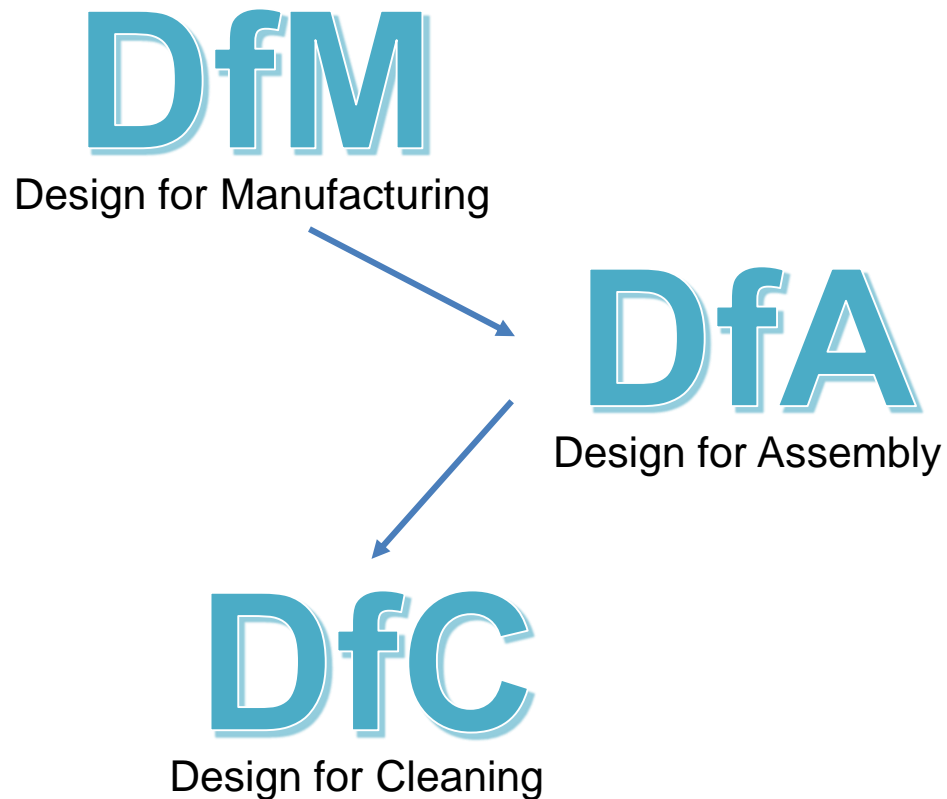 DfM
Design for Manufacturing
DfA
Design for Assembly
DfC
Design for Cleaning